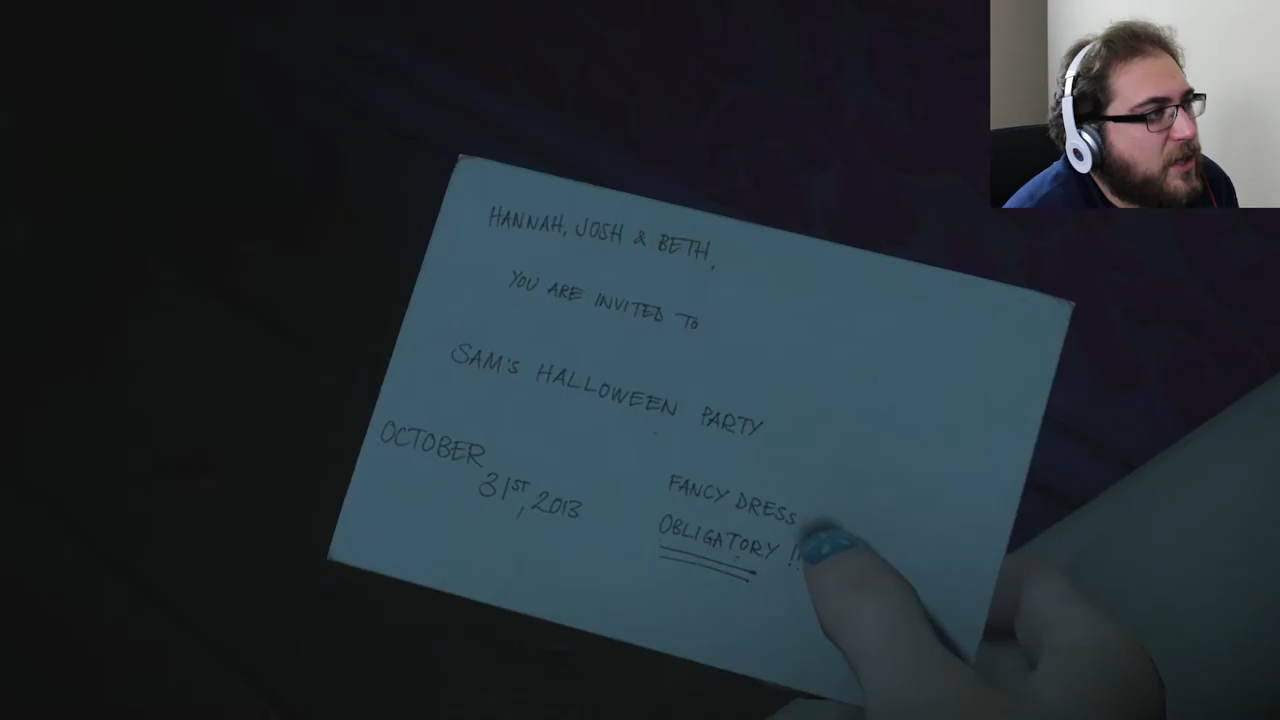 HANNAH, JOSH & BETH,
YOU ARE INVITED TO
SAM'S HALLOWEEN PARTY
OCTOBER
31ST, 2013
FANCY DRESS
OBLIGATORY !!